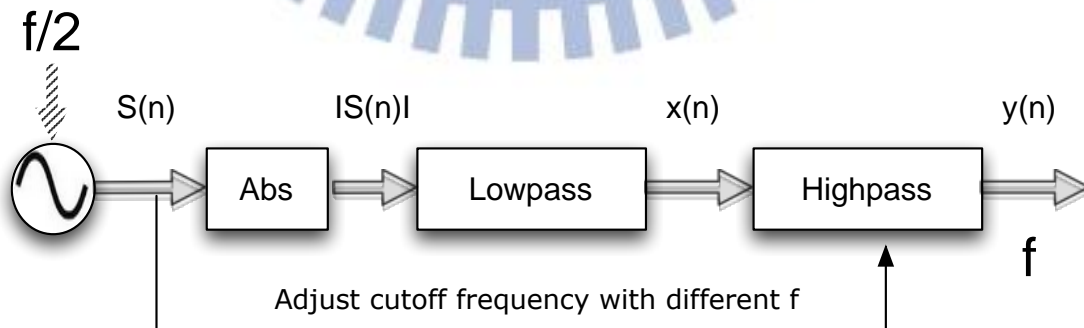 f/2
S(n)
IS(n)I
x(n)
y(n)
Abs
Lowpass
Highpass
f
Adjust cutoff frequency with different f